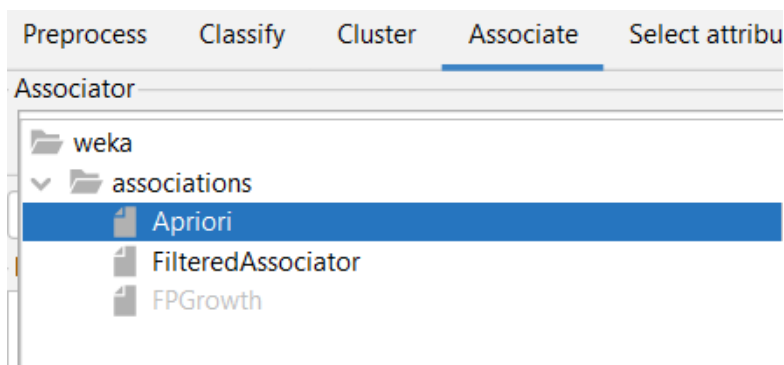 Preprocess Classify Cluster Associate Select attribu
Associator
weka
associations
Apriori
FilteredAssociator
FPGrowth